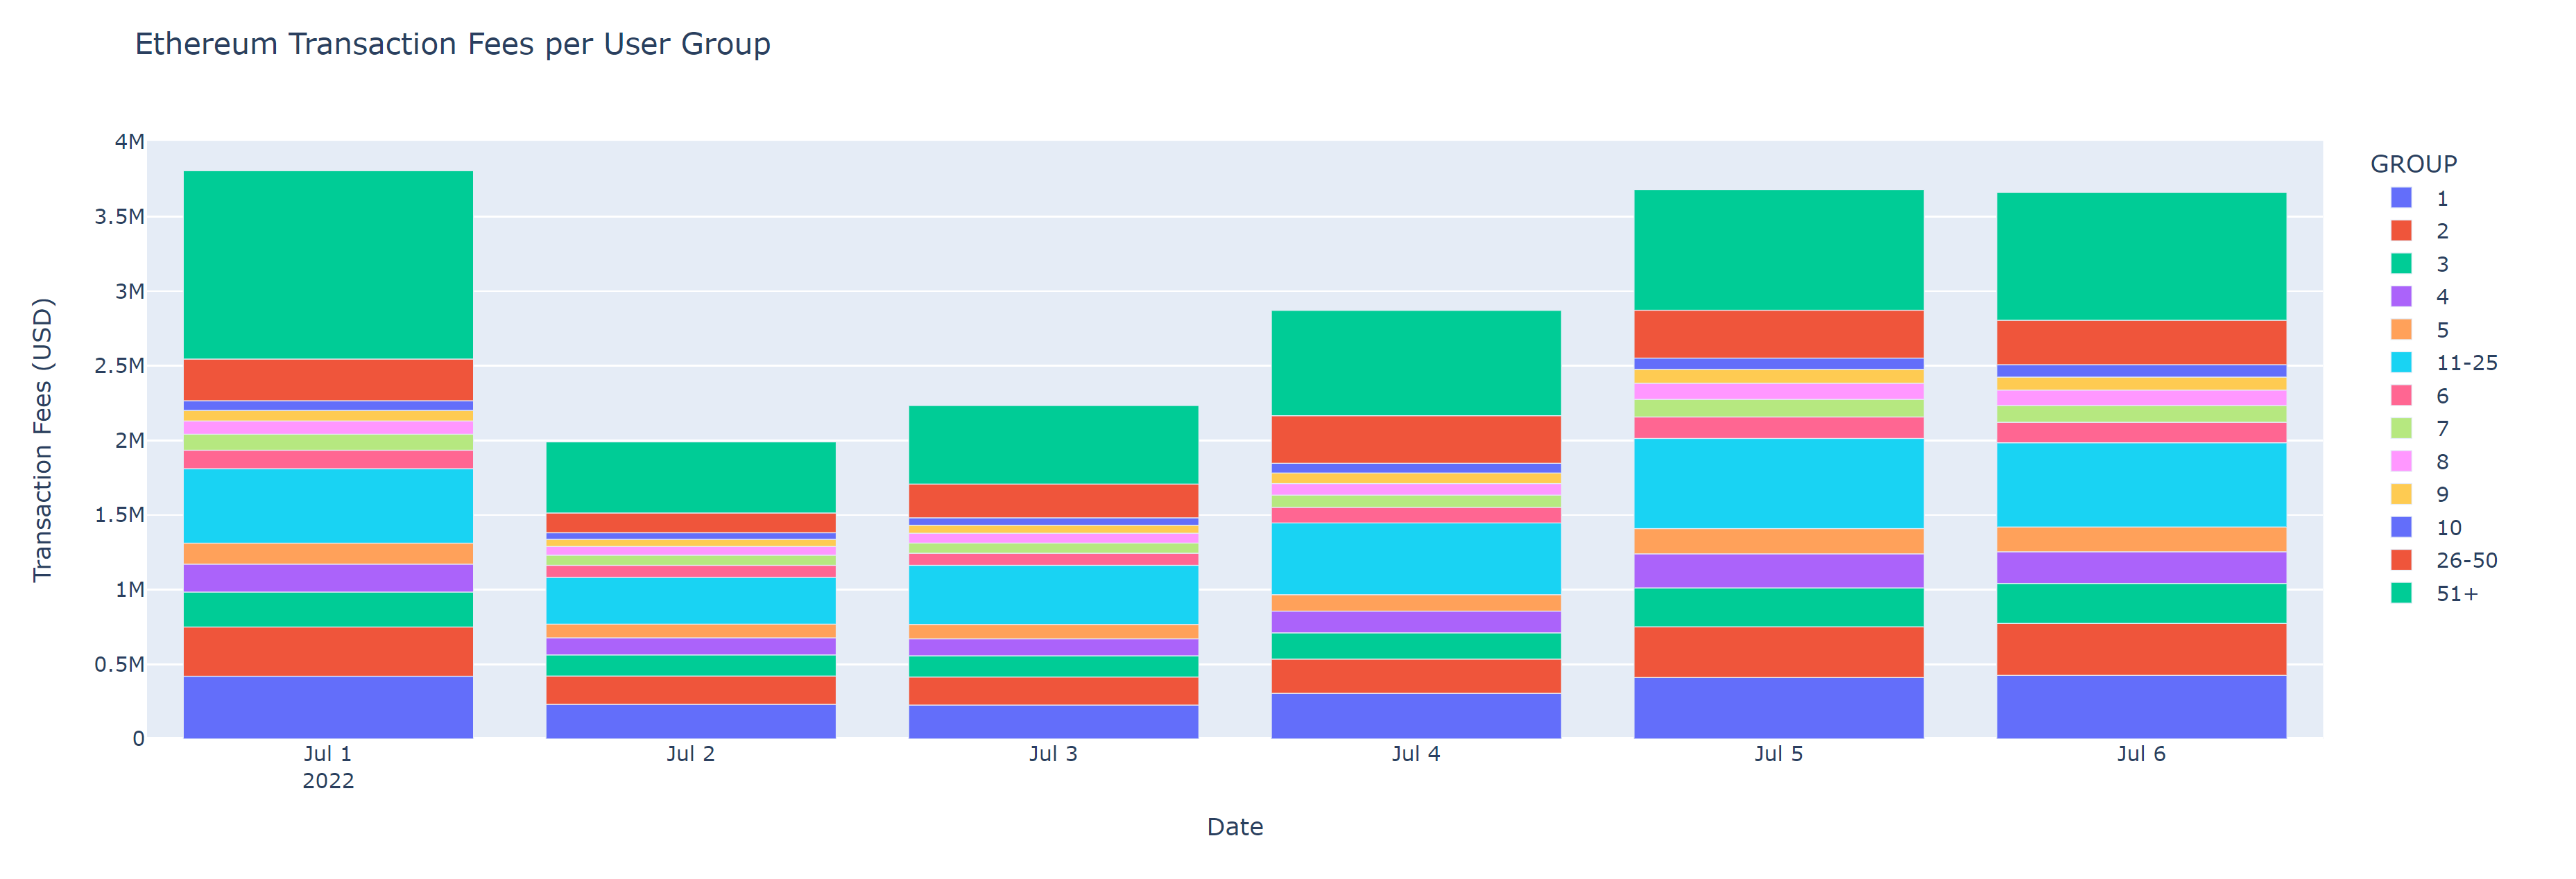 Ethereum Transaction Fees per User Group
Transaction Fees (USD)
4M
3.5M
3M
2.5M
2M
1.5M
1M
0.5M
0
Jul 1
2022
Jul 2
Jul 3
Jul 4
Jul 5
Jul 6
Date
GROUP
1
2
3
4
5
11-25
6
7
8
9
10
26-50
51+